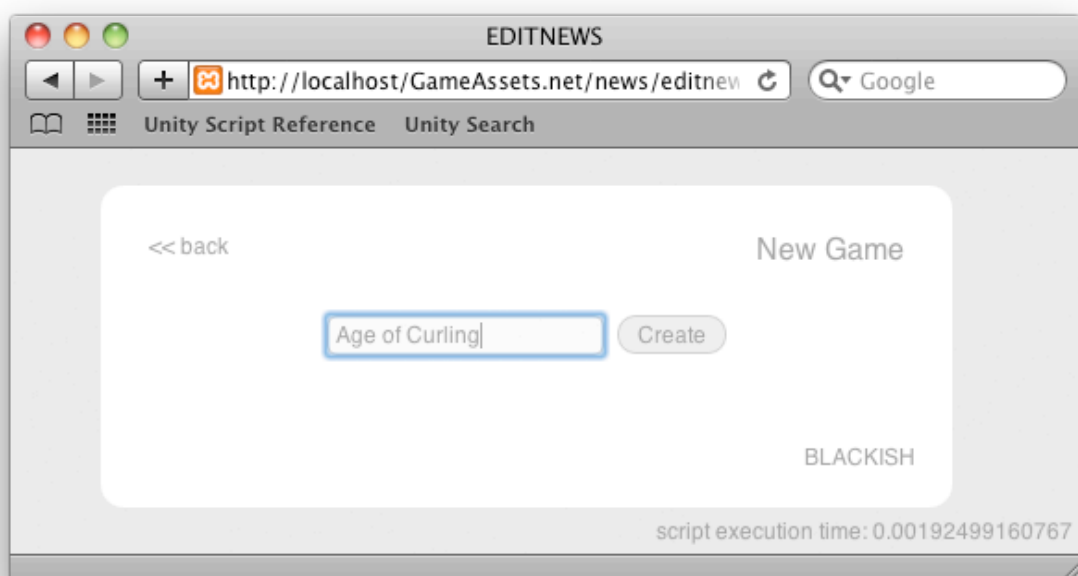 EDITNEWS
http://localhost/GameAssets.net/news/editnew
Google
Unity Script Reference Unity Search
<< back
New Game
Age of Curling
Create
BLACKISH
script execution time: 0.00192499160767